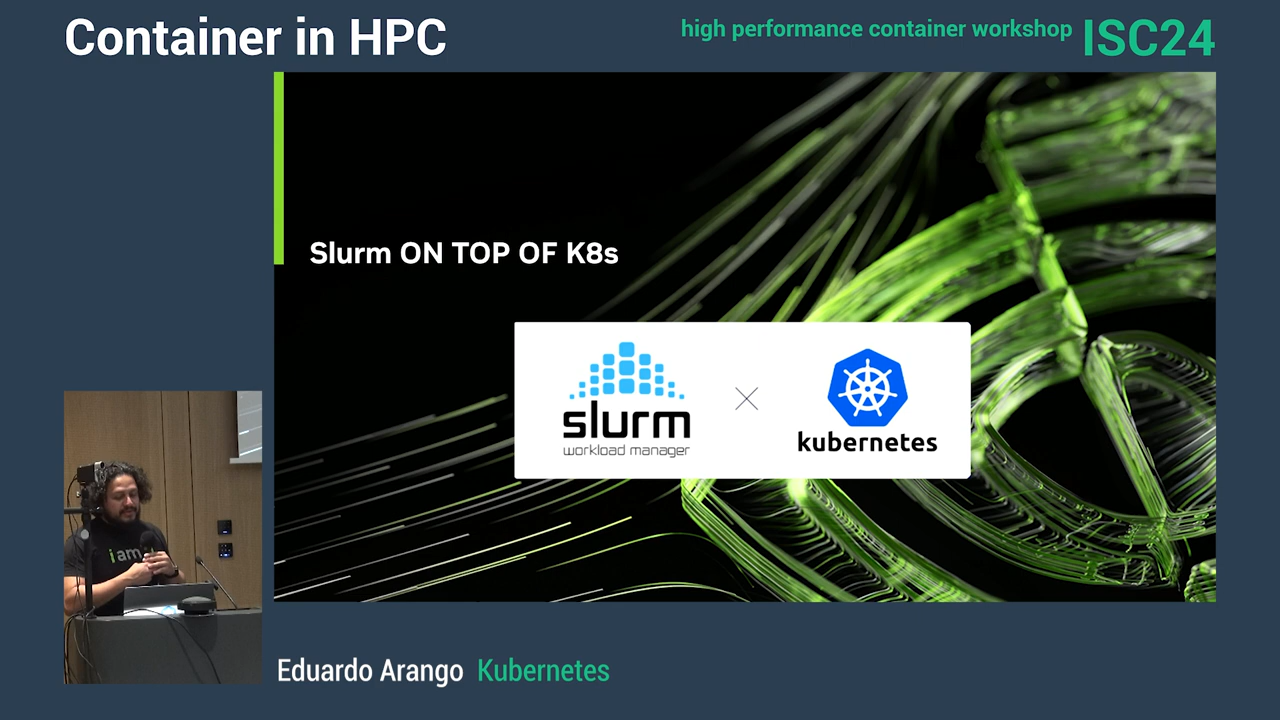 Container in HPC
high performance container workshop ISC24
Slurm ON TOP OF K8s
slurm
workload manager
kubernetes
i am
Eduardo Arango Kubernetes